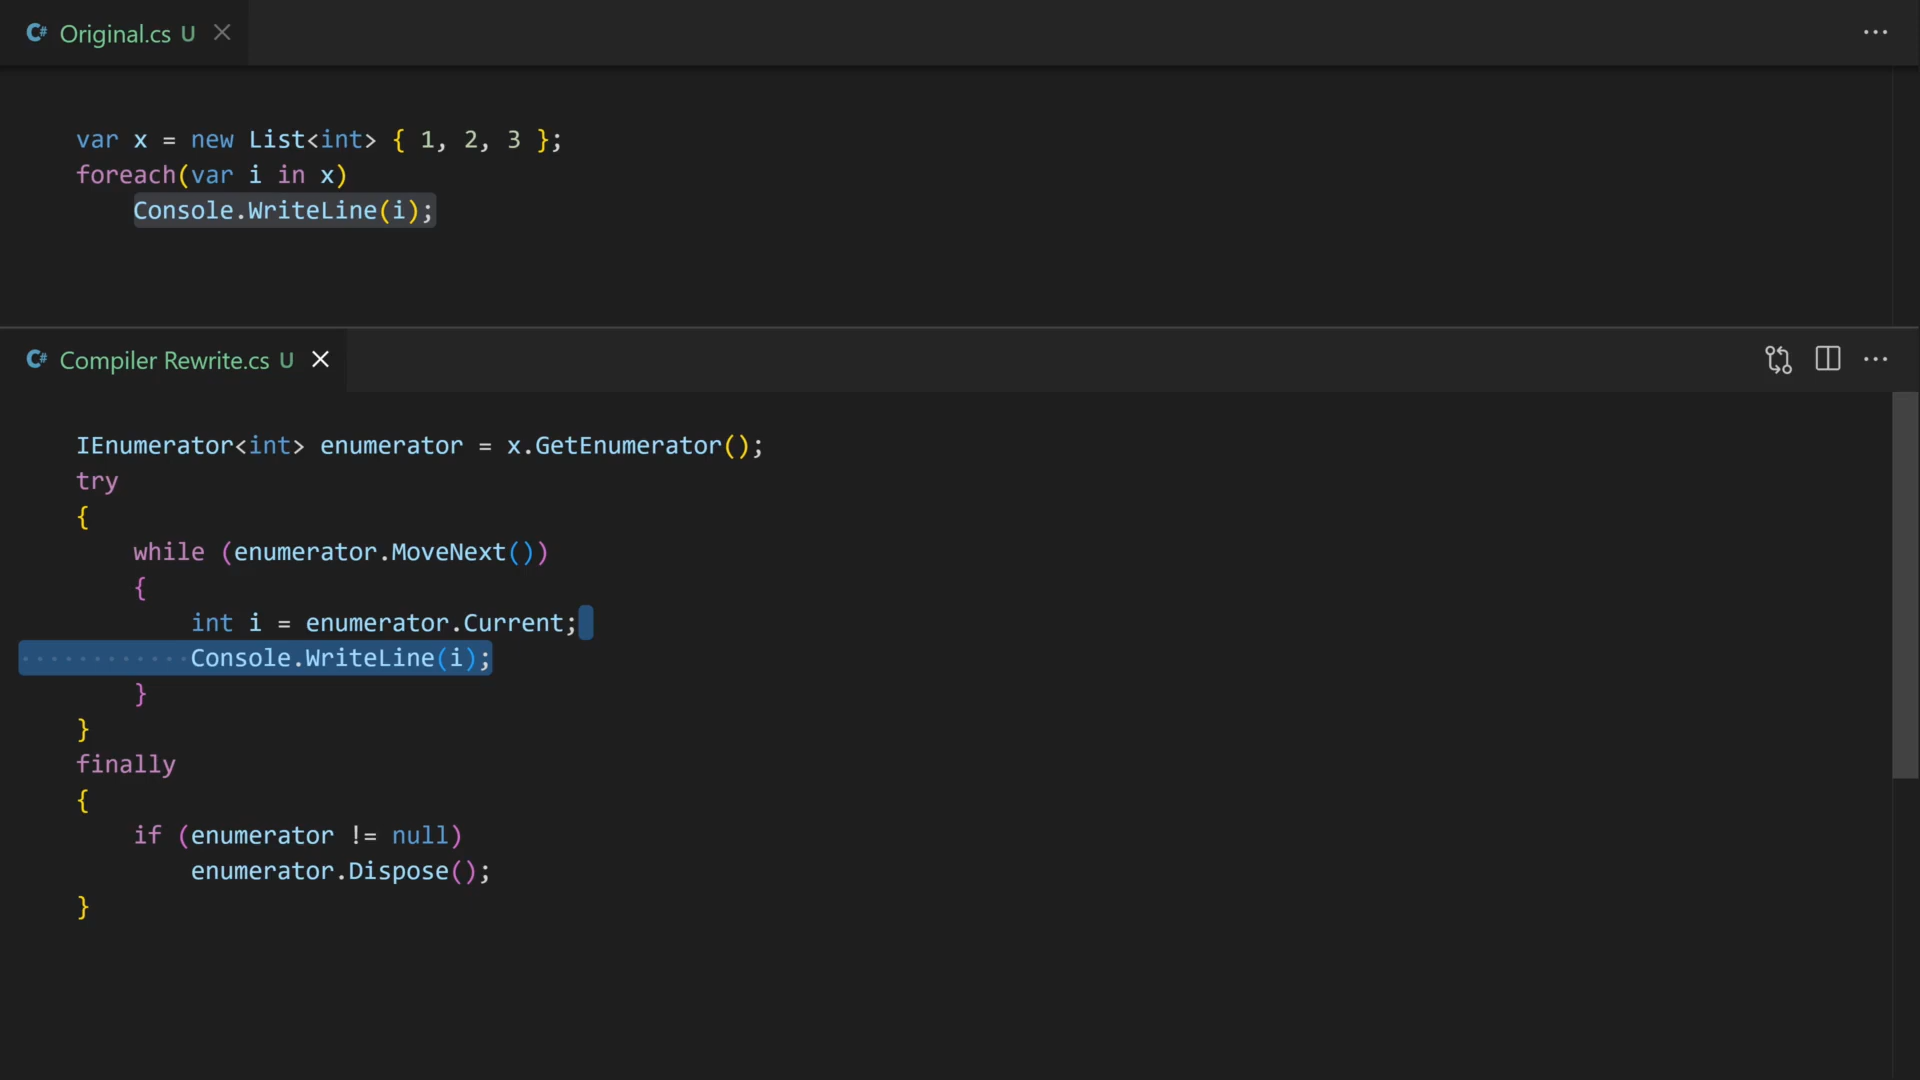 C# Original.cs U
var x = new List<int> { 1, 2, 3 };
foreach(var i in x)
    Console.WriteLine(i);
C# Compiler Rewrite.cs U
IEnumerator<int> enumerator = x.GetEnumerator();
try
{
    while (enumerator.MoveNext())
    {
        int i = enumerator.Current;
        Console.WriteLine(i);
    }
}
finally
{
    if (enumerator != null)
        enumerator.Dispose();
}